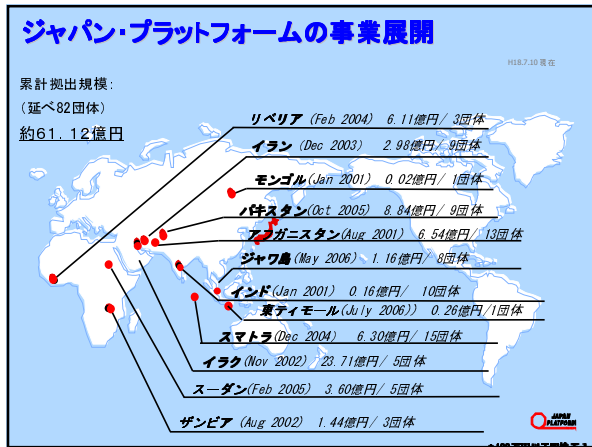 ジャパン・プラットフォームの事業展開
H18.7.10 現在
累計拠出規模:
(延べ82団体)
約61.12億円
リベリア (Feb 2004) 6.11億円/ 3団体
イラン (Dec 2003) 2.98億円/ 9団体
モンゴル(Jan 2001) 0.02億円/ 1団体
パキスタン(Oct 2005) 8.84億円/ 9団体
アフガニスタン(Aug 2001) 6.54億円/ 13団体
ジャワ島(May 2006) 1.16億円/ 8団体
インド(Jan 2001) 0.16億円/ 10団体
東ティモール(July 2006)) 0.26億円/1団体
スマトラ(Dec 2004) 6.30億円/ 15団体
イラク(Nov 2002) 23.71億円/ 5団体
スーダン(Feb 2005) 3.60億円/ 5団体
ザンビア (Aug 2002) 1.44億円/ 3団体
JAPAN
PLATFORM